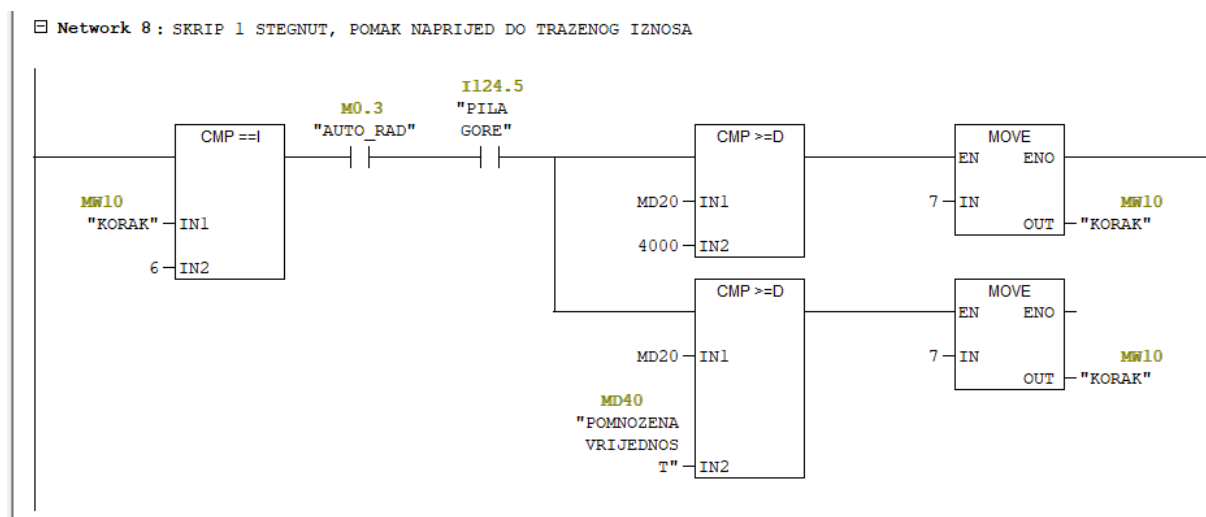 Network 8: SKRIP 1 STEGNUT, POMAK NAPRIJED DO TRAZENOG IZNOSA
I124.5
M0.3 "PILA
CMP ==I "AUTO_RAD" GORE" CMP >=D MOVE
EN ENO
MW10 MD20 IN1 7 IN MW10
"KORAK" IN1 OUT "KORAK"
4000 IN2
6 IN2
CMP >=D MOVE
EN ENO
MD20 IN1 7 IN MW10
OUT "KORAK"
MD40
"POMNOZENA
VRIJEDNOS
T" IN2